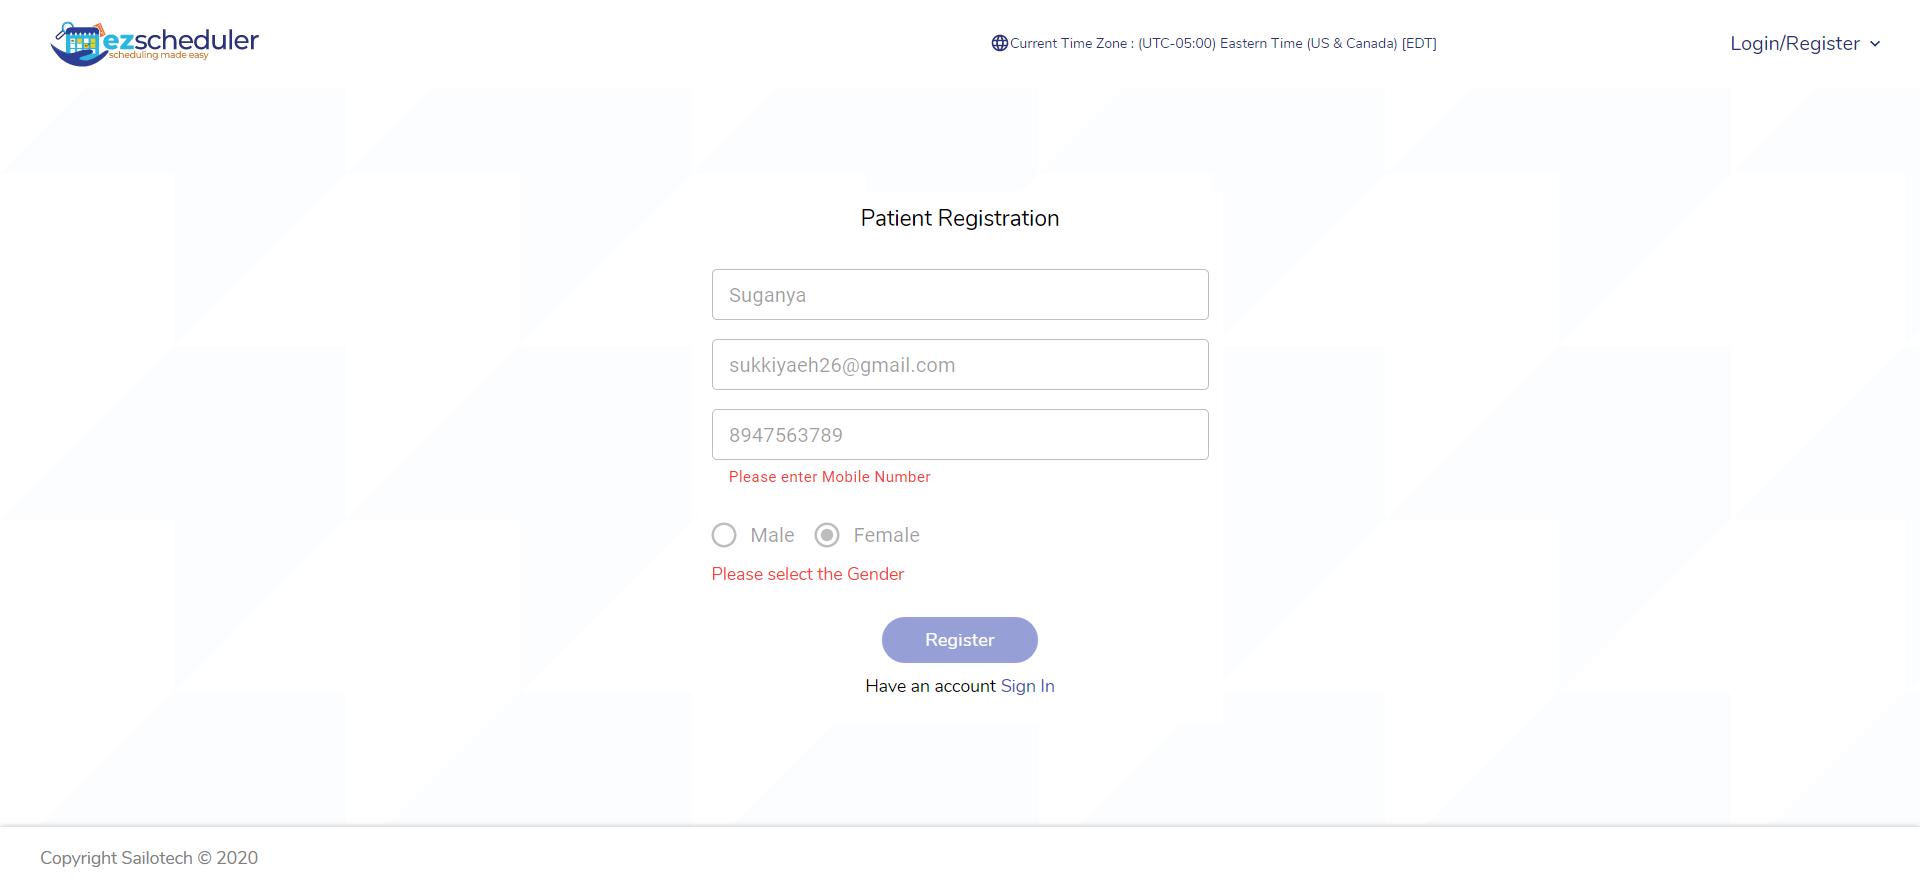 ezscheduler
scheduling made easy
Current Time Zone : (UTC-05:00) Eastern Time (US & Canada) [EDT]
Login/Register
Patient Registration
Suganya
sukkiyaeh26@gmail.com
8947563789
Please enter Mobile Number
Male Female
Please select the Gender
Register
Have an account Sign In
Copyright Sailotech © 2020